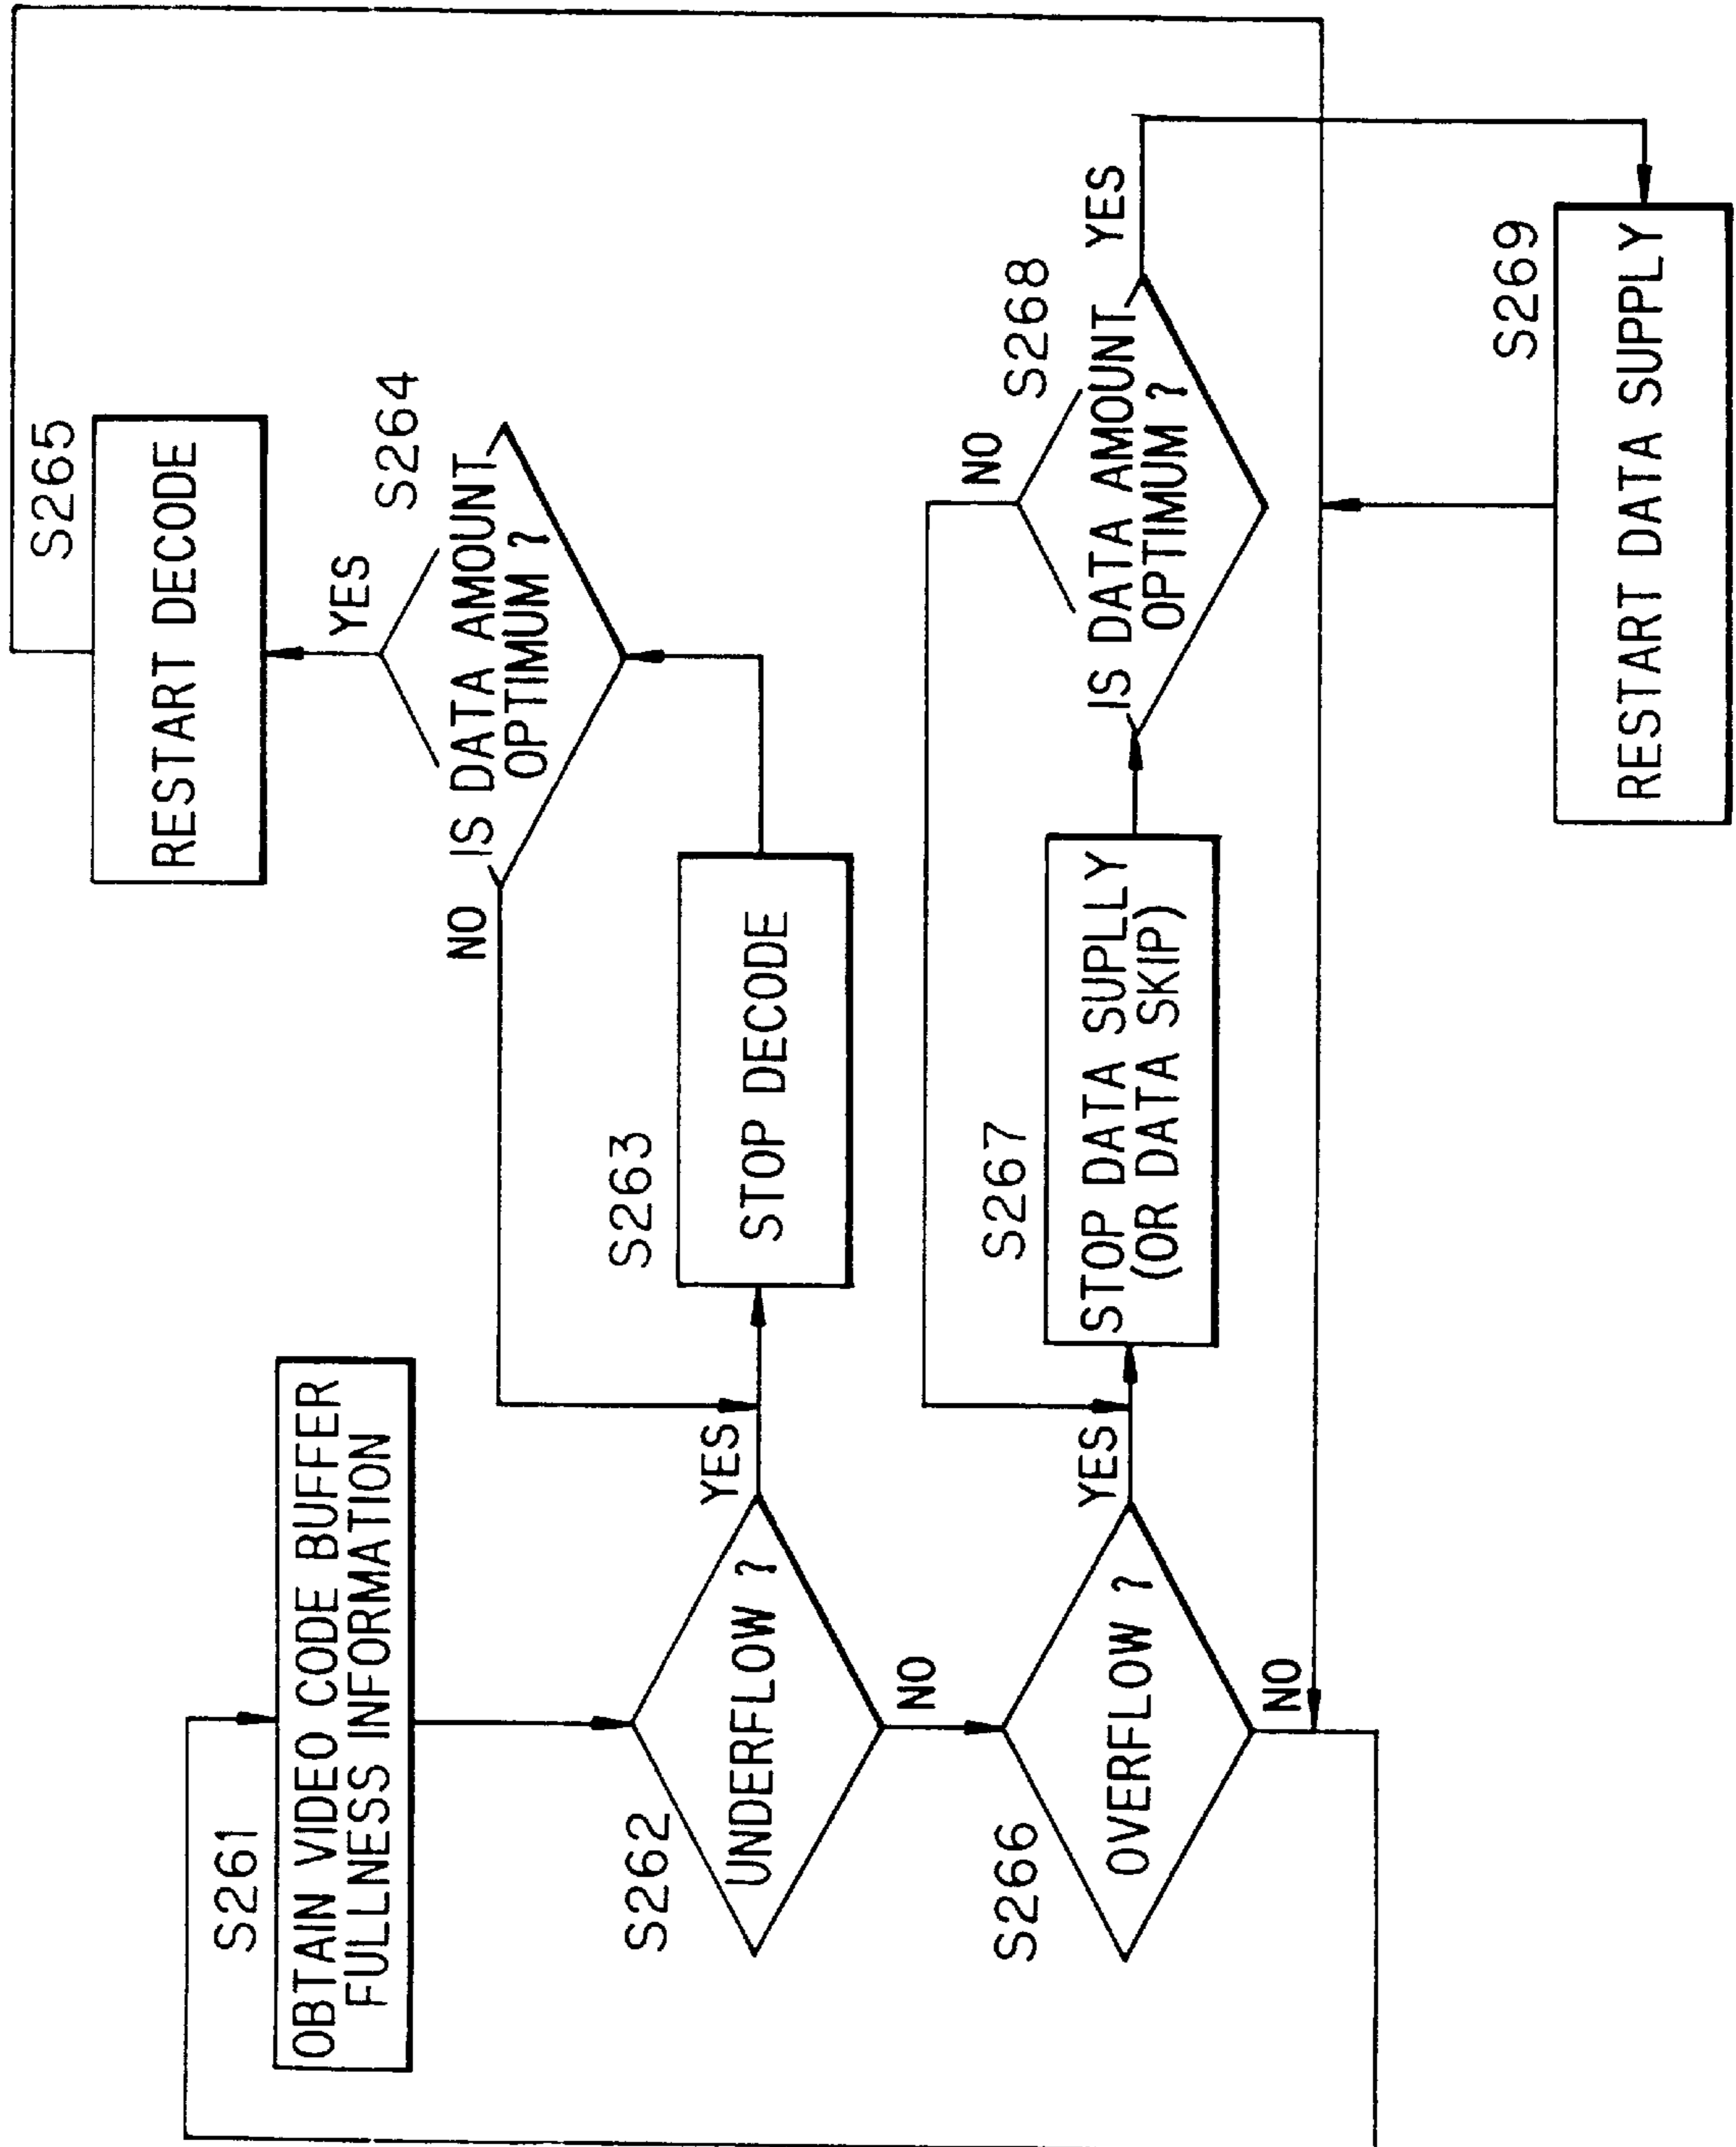 S261
OBTAIN VIDEO CODE BUFFER
FULLNESS INFORMATION
S262
UNDERFLOW ?
YES
NO
S263
STOP DECODE
S264
IS DATA AMOUNT
OPTIMUM ?
NO
YES
S265
RESTART DECODE
S266
OVERFLOW ?
YES
NO
S267
STOP DATA SUPPLY
(OR DATA SKIP)
S268
IS DATA AMOUNT
OPTIMUM ?
NO
YES
S269
RESTART DATA SUPPLY